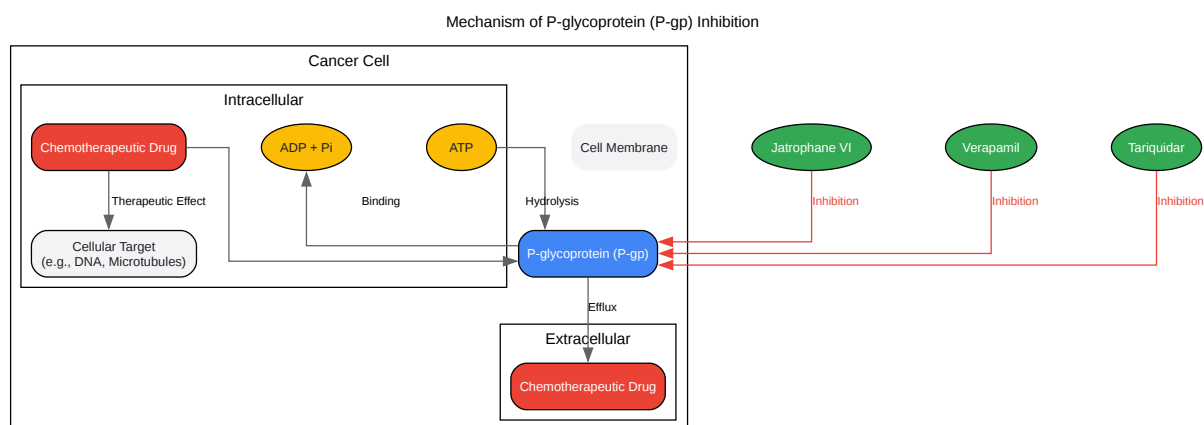 Mechanism of P-glycoprotein (P-gp) Inhibition
Cancer Cell
Intracellular
Chemotherapeutic Drug
ADP + Pi
ATP
Cell Membrane
Jatrophane VI
Verapamil
Tariquidar
Therapeutic Effect
Binding
Hydrolysis
Inhibition
Inhibition
Inhibition
Cellular Target
(e.g., DNA, Microtubules)
P-glycoprotein (P-gp)
Efflux
Extracellular
Chemotherapeutic Drug